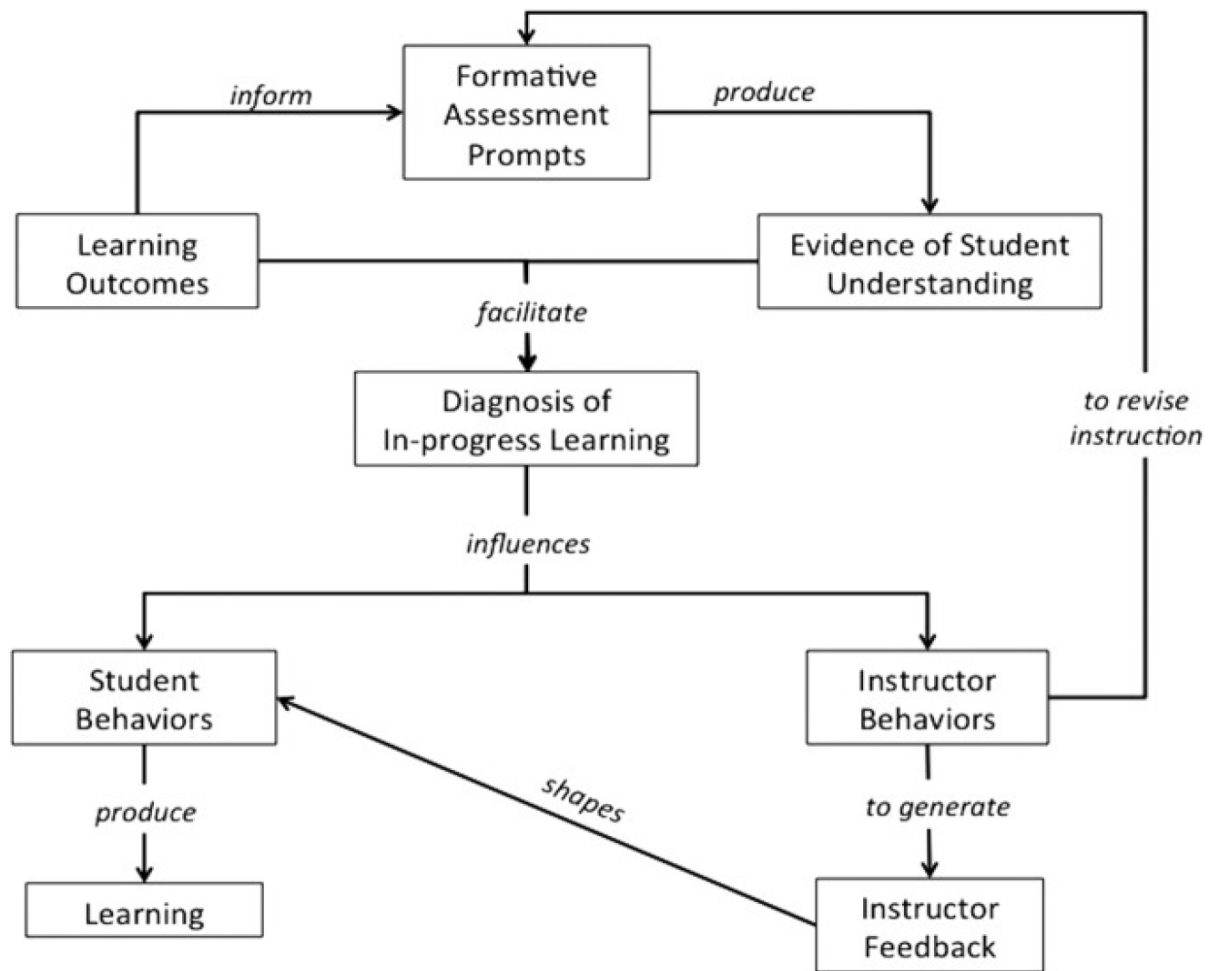 Formative
Assessment
Prompts
inform
produce
Learning
Outcomes
Evidence of Student
Understanding
facilitate
Diagnosis of
In-progress Learning
to revise
instruction
influences
Student
Behaviors
Instructor
Behaviors
produce
shapes
to generate
Learning
Instructor
Feedback